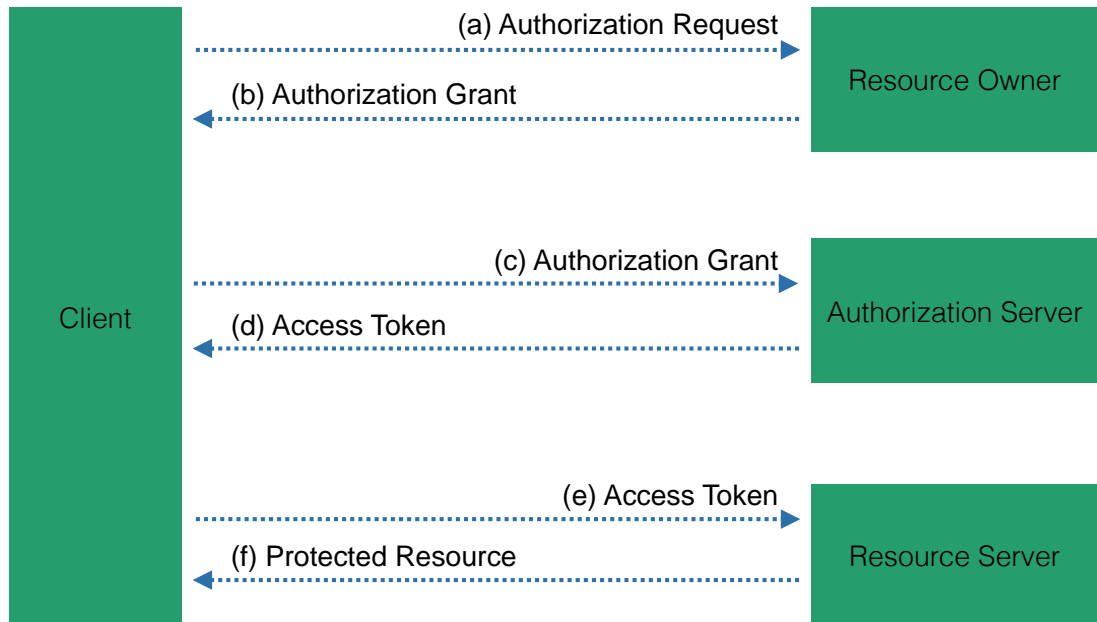 (a) Authorization Request
Resource Owner
(b) Authorization Grant
(c) Authorization Grant
Authorization Server
Client
(d) Access Token
(e) Access Token
Resource Server
(f) Protected Resource